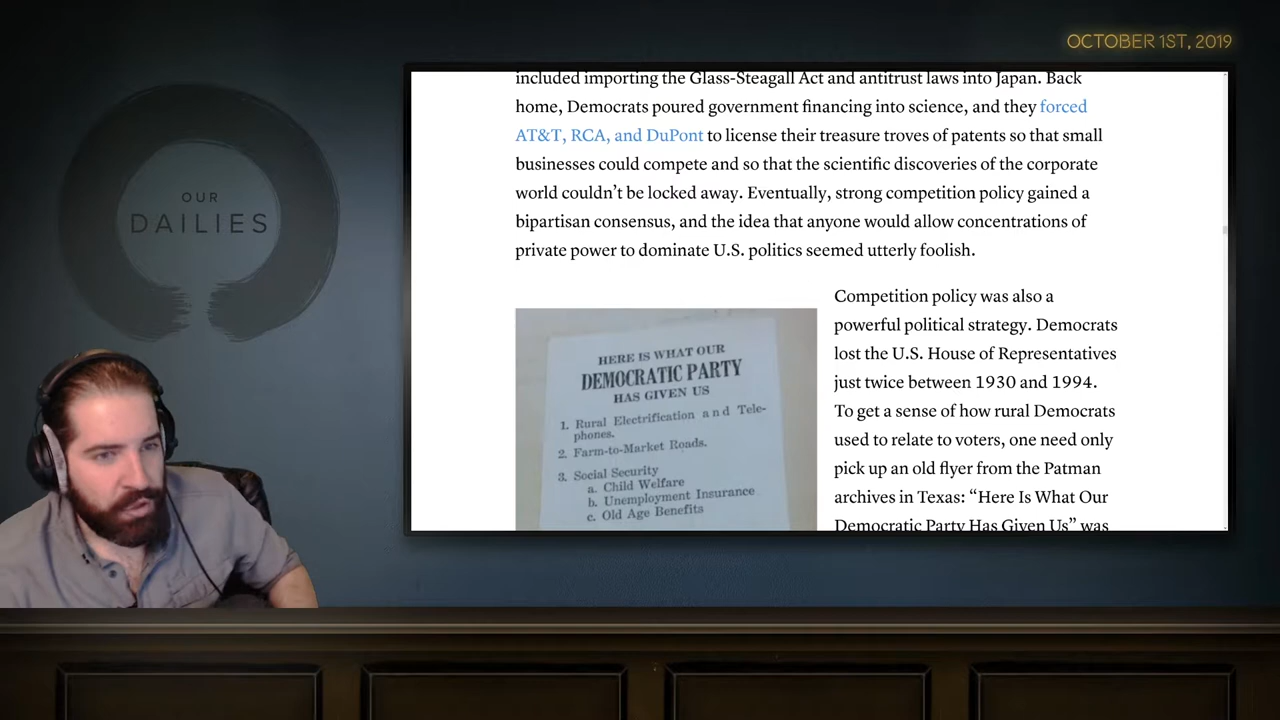 OCTOBER 1ST, 2019
OUR
DAILIES
included importing the Glass-Steagall Act and antitrust laws into Japan. Back
home, Democrats poured government financing into science, and they forced
AT&T, RCA, and DuPont to license their treasure troves of patents so that small
businesses could compete and so that the scientific discoveries of the corporate
world couldn’t be locked away. Eventually, strong competition policy gained a
bipartisan consensus, and the idea that anyone would allow concentrations of
private power to dominate U.S. politics seemed utterly foolish.
HERE IS WHAT OUR
DEMOCRATIC PARTY
HAS GIVEN US
1. Rural Electrification and Tele-
phones.
2. Farm-to-Market Roads.
3. Social Security
a. Child Welfare
b. Unemployment Insurance
c. Old Age Benefits
Competition policy was also a
powerful political strategy. Democrats
lost the U.S. House of Representatives
just twice between 1930 and 1994.
To get a sense of how rural Democrats
used to relate to voters, one need only
pick up an old flyer from the Patman
archives in Texas: “Here Is What Our
Democratic Party Has Given Us” was